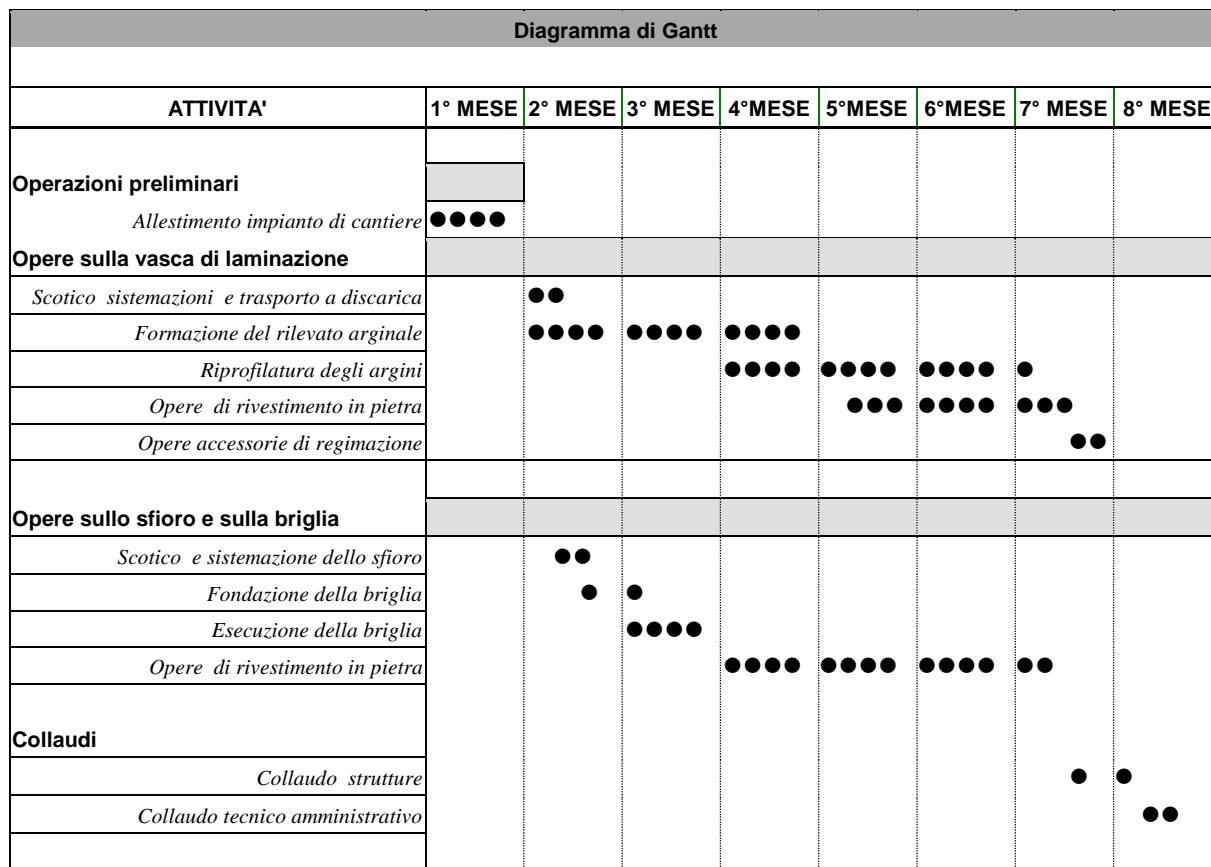 Diagramma di Gantt
ATTIVITA' 1° MESE 2° MESE 3° MESE 4°MESE 5°MESE 6°MESE 7° MESE 8° MESE
Operazioni preliminari
Allestimento impianto di cantiere ●●●●
Opere sulla vasca di laminazione
Scotico sistemazioni e trasporto a discarica ●●
Formazione del rilevato arginale ●●●● ●●●● ●●●●
Riprofilatura degli argini ●●●● ●●●● ●●●● ●
Opere di rivestimento in pietra ●●● ●●●● ●●●
Opere accessorie di regimazione ●●
Opere sullo sfioro e sulla briglia
Scotico e sistemazione dello sfioro ●●
Fondazione della briglia ● ●
Esecuzione della briglia ●●●●
Opere di rivestimento in pietra ●●●● ●●●● ●●●● ●●
Collaudi
Collaudo strutture ● ●
Collaudo tecnico amministrativo ●●